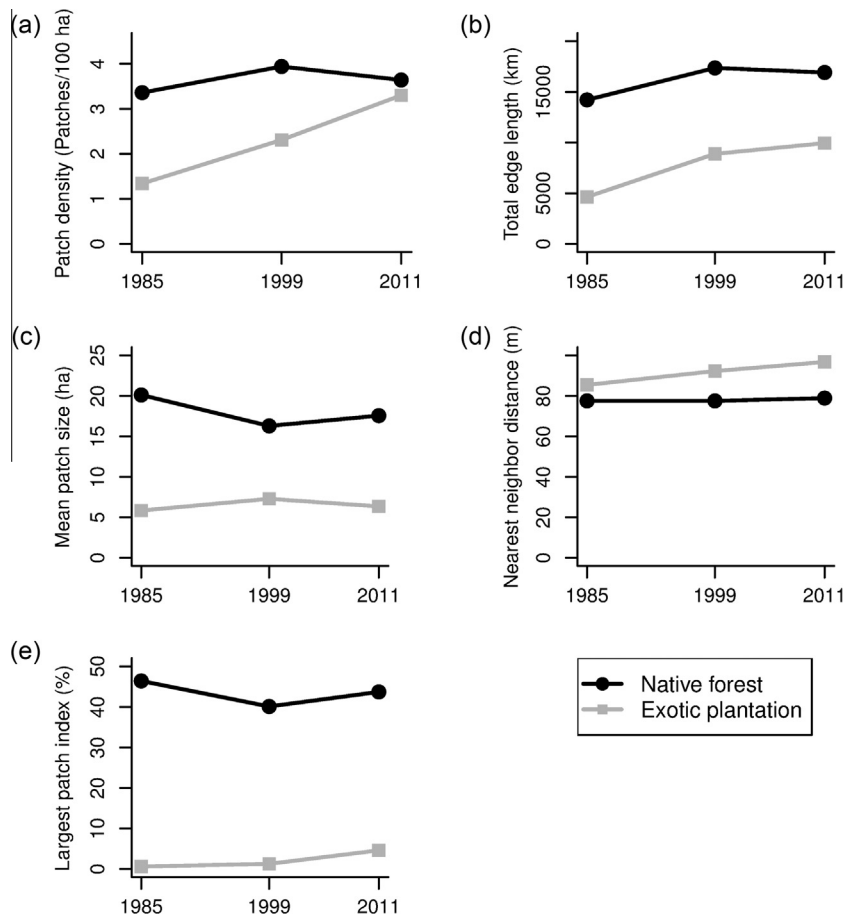 (a)
Patch density (Patches/100 ha)
4
3
2
1
0
1985 1999 2011
(b)
Total edge length (km)
15000
5000
0
1985 1999 2011
(c)
Mean patch size (ha)
25
20
15
10
5
0
1985 1999 2011
(d)
Nearest neighbor distance (m)
80
60
40
20
0
1985 1999 2011
(e)
Largest patch index (%)
50
40
30
20
10
0
1985 1999 2011
Native forest
Exotic plantation